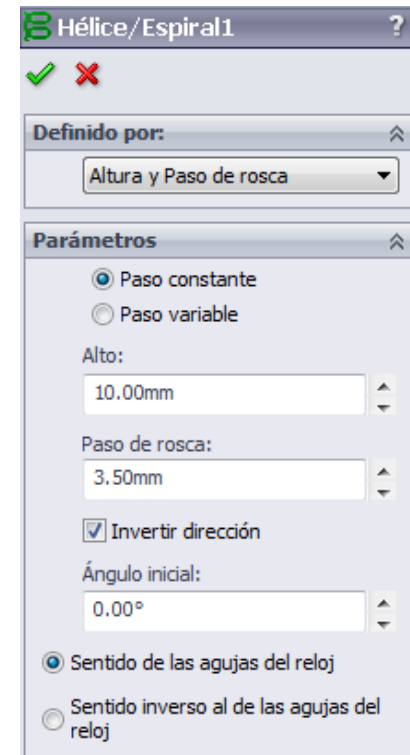 Hélice/Espiral1 ?
Definido por:
Altura y Paso de rosca
Parámetros
Paso constante
Paso variable
Alto:
10.00mm
Paso de rosca:
3.50mm
Invertir dirección
Ángulo inicial:
0.00°
Sentido de las agujas del reloj
Sentido inverso al de las agujas del
reloj